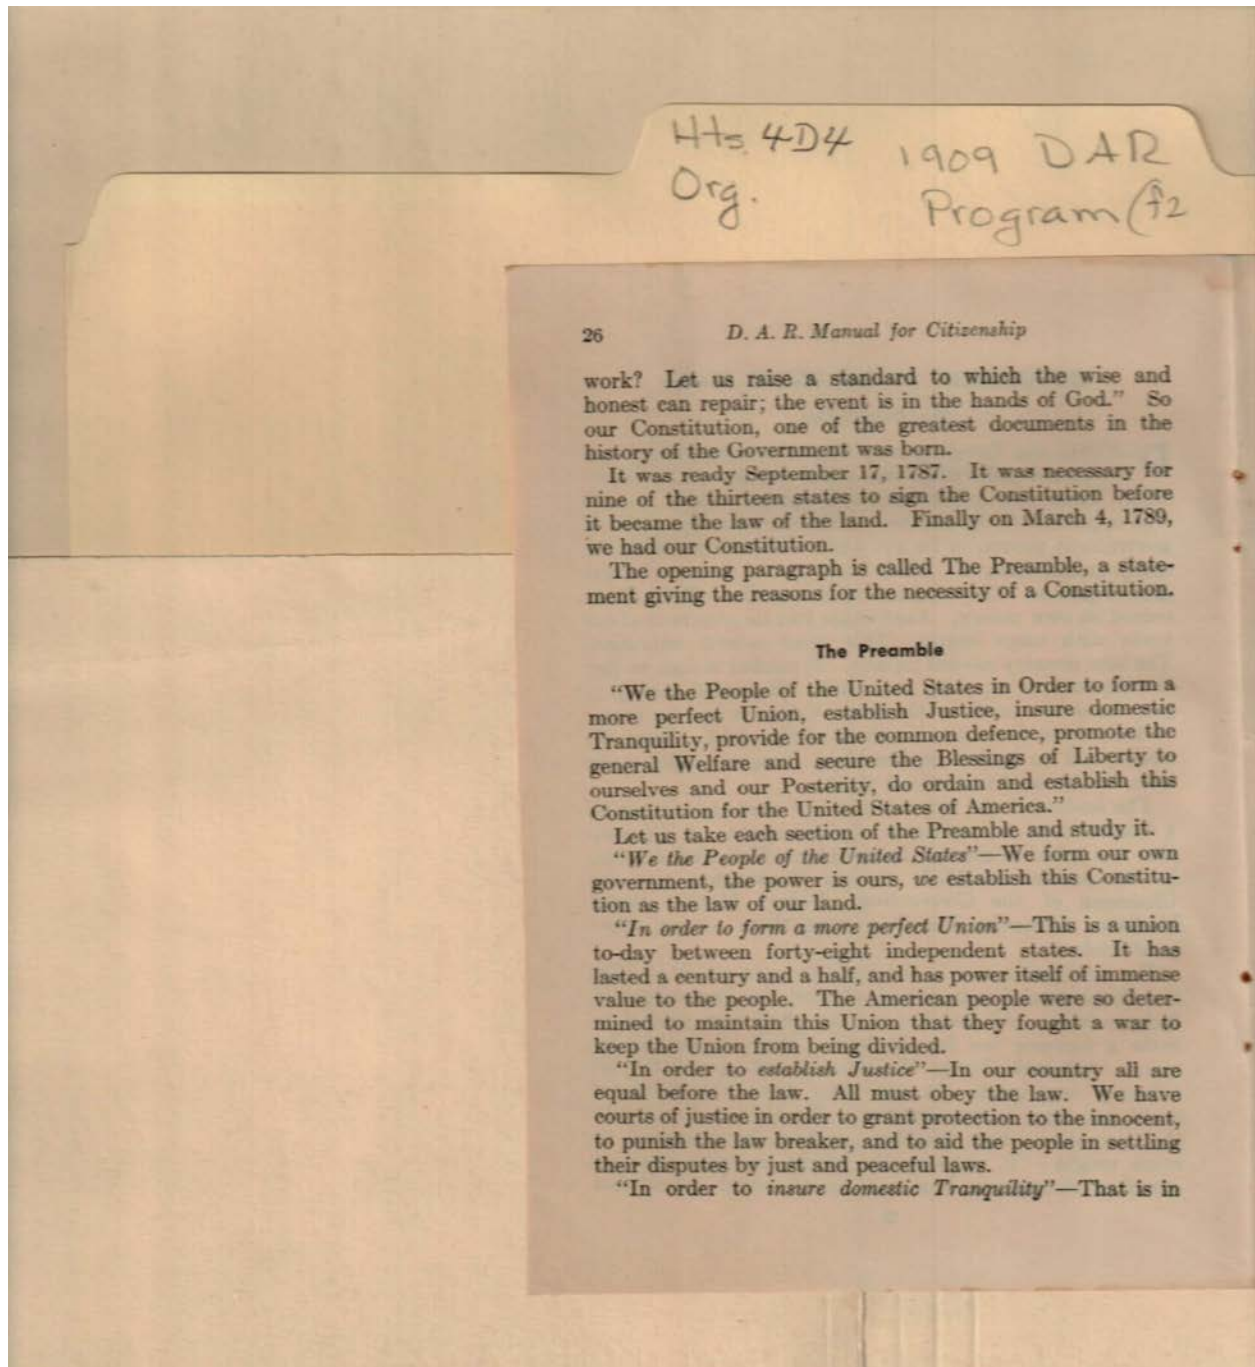 Hts. 4D4
Org.
1909 DAR
Program (f2
26 D. A. R. Manual for Citizenship
work? Let us raise a standard to which the wise and
honest can repair; the event is in the hands of God." So
our Constitution, one of the greatest documents in the
history of the Government was born.
It was ready September 17, 1787. It was necessary for
nine of the thirteen states to sign the Constitution before
it became the law of the land. Finally on March 4, 1789,
we had our Constitution.
The opening paragraph is called The Preamble, a state-
ment giving the reasons for the necessity of a Constitution.
The Preamble
"We the People of the United States in Order to form a
more perfect Union, establish Justice, insure domestic
Tranquility, provide for the common defence, promote the
general Welfare and secure the Blessings of Liberty to
ourselves and our Posterity, do ordain and establish this
Constitution for the United States of America."
Let us take each section of the Preamble and study it.
"We the People of the United States"—We form our own
government, the power is ours, we establish this Constitu-
tion as the law of our land.
"In order to form a more perfect Union"—This is a union
to-day between forty-eight independent states. It has
lasted a century and a half, and has power itself of immense
value to the people. The American people were so deter-
mined to maintain this Union that they fought a war to
keep the Union from being divided.
"In order to establish Justice"—In our country all are
equal before the law. All must obey the law. We have
courts of justice in order to grant protection to the innocent,
to punish the law breaker, and to aid the people in settling
their disputes by just and peaceful laws.
"In order to insure domestic Tranquility"—That is in